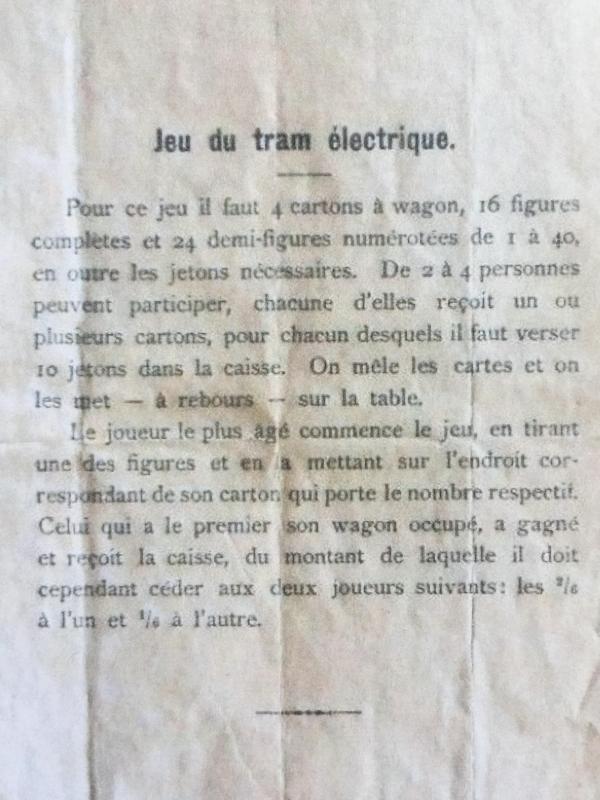 Jeu du tram électrique.
Pour ce jeu il faut 4 cartons à wagon, 16 figures
complètes et 24 demi-figures numérotées de 1 à 40,
en outre les jetons nécessaires. De 2 à 4 personnes
peuvent participer, chacune d'elles reçoit un ou
plusieurs cartons, pour chacun desquels il faut verser
10 jetons dans la caisse. On mêle les cartes et on
les met — à rebours — sur la table.
Le joueur le plus âgé commence le jeu, en tirant
une des figures et en a mettant sur l'endroit cor-
respondant de son carton qui porte le nombre respectif.
Celui qui a le premier son wagon occupé, a gagné
et reçoit la caisse, du montant de laquelle il doit
cependant céder aux deux joueurs suivants: les ²/₆
à l'un et ¹/₆ à l'autre.